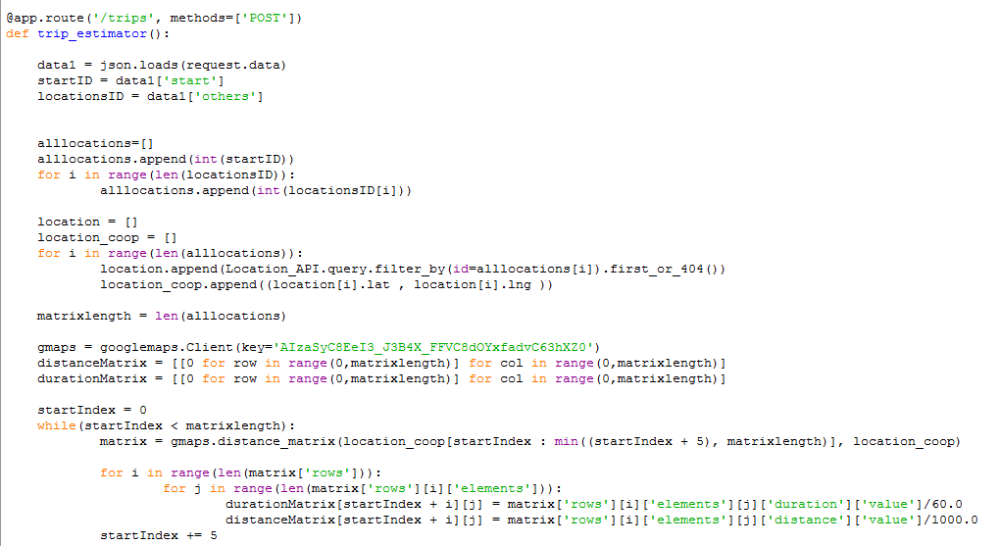 @app.route('/trips', methods=['POST'])
def trip_estimator():
    data1 = json.loads(request.data)
    startID = data1['start']
    locationsID = data1['others']
    alllocations=[]
    alllocations.append(int(startID))
    for i in range(len(locationsID)):
            alllocations.append(int(locationsID[i]))
    location = []
    location_coop = []
    for i in range(len(alllocations)):
            location.append(Location_API.query.filter_by(id=alllocations[i]).first_or_404())
            location_coop.append((location[i].lat , location[i].lng ))
    matrixlength = len(alllocations)
    gmaps = googlemaps.Client(key='AIzaSyC8EeI3_J3B4X_FFVC8dOYxfadvC63hXZ0')
    distanceMatrix = [[0 for row in range(0,matrixlength)] for col in range(0,matrixlength)]
    durationMatrix = [[0 for row in range(0,matrixlength)] for col in range(0,matrixlength)]
    startIndex = 0
    while(startIndex < matrixlength):
            matrix = gmaps.distance_matrix(location_coop[startIndex : min((startIndex + 5), matrixlength)], location_coop)
            for i in range(len(matrix['rows'])):
                    for j in range(len(matrix['rows'][i]['elements'])):
                            durationMatrix[startIndex + i][j] = matrix['rows'][i]['elements'][j]['duration']['value']/60.0
                            distanceMatrix[startIndex + i][j] = matrix['rows'][i]['elements'][j]['distance']['value']/1000.0
            startIndex += 5